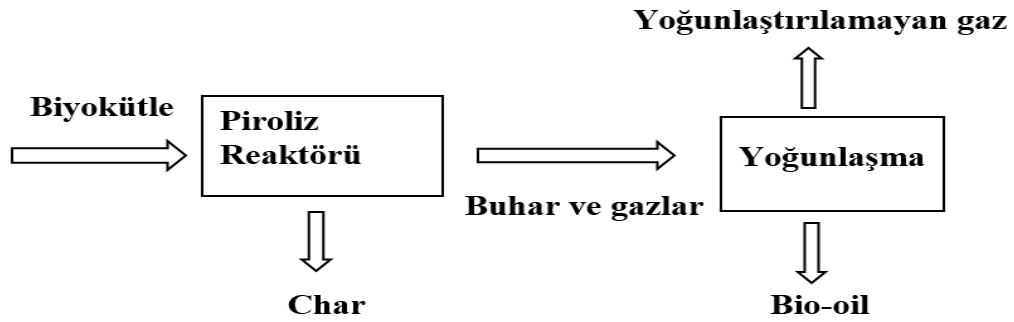 Yoğunlaştırılamayan gaz
Biyokütle
Piroliz
Reaktörü
Yoğunlaşma
Buhar ve gazlar
Char
Bio-oil